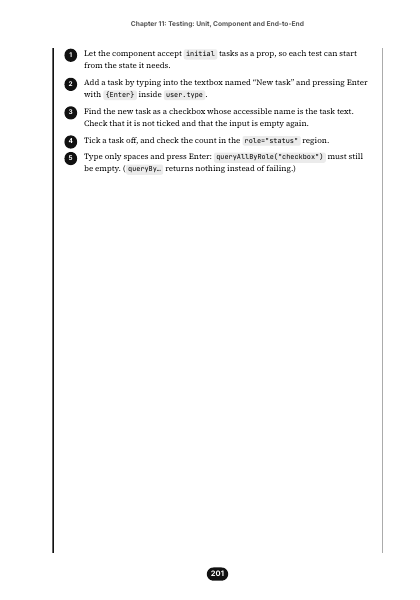 Chapter 11: Testing: Unit, Component and End-to-End
1 Let the component accept initial tasks as a prop, so each test can start
from the state it needs.
2 Add a task by typing into the textbox named “New task” and pressing Enter
with {Enter} inside user.type.
3 Find the new task as a checkbox whose accessible name is the task text.
Check that it is not ticked and that the input is empty again.
4 Tick a task off, and check the count in the role="status" region.
5 Type only spaces and press Enter: queryAllByRole("checkbox") must still
be empty. (queryBy… returns nothing instead of failing.)
201